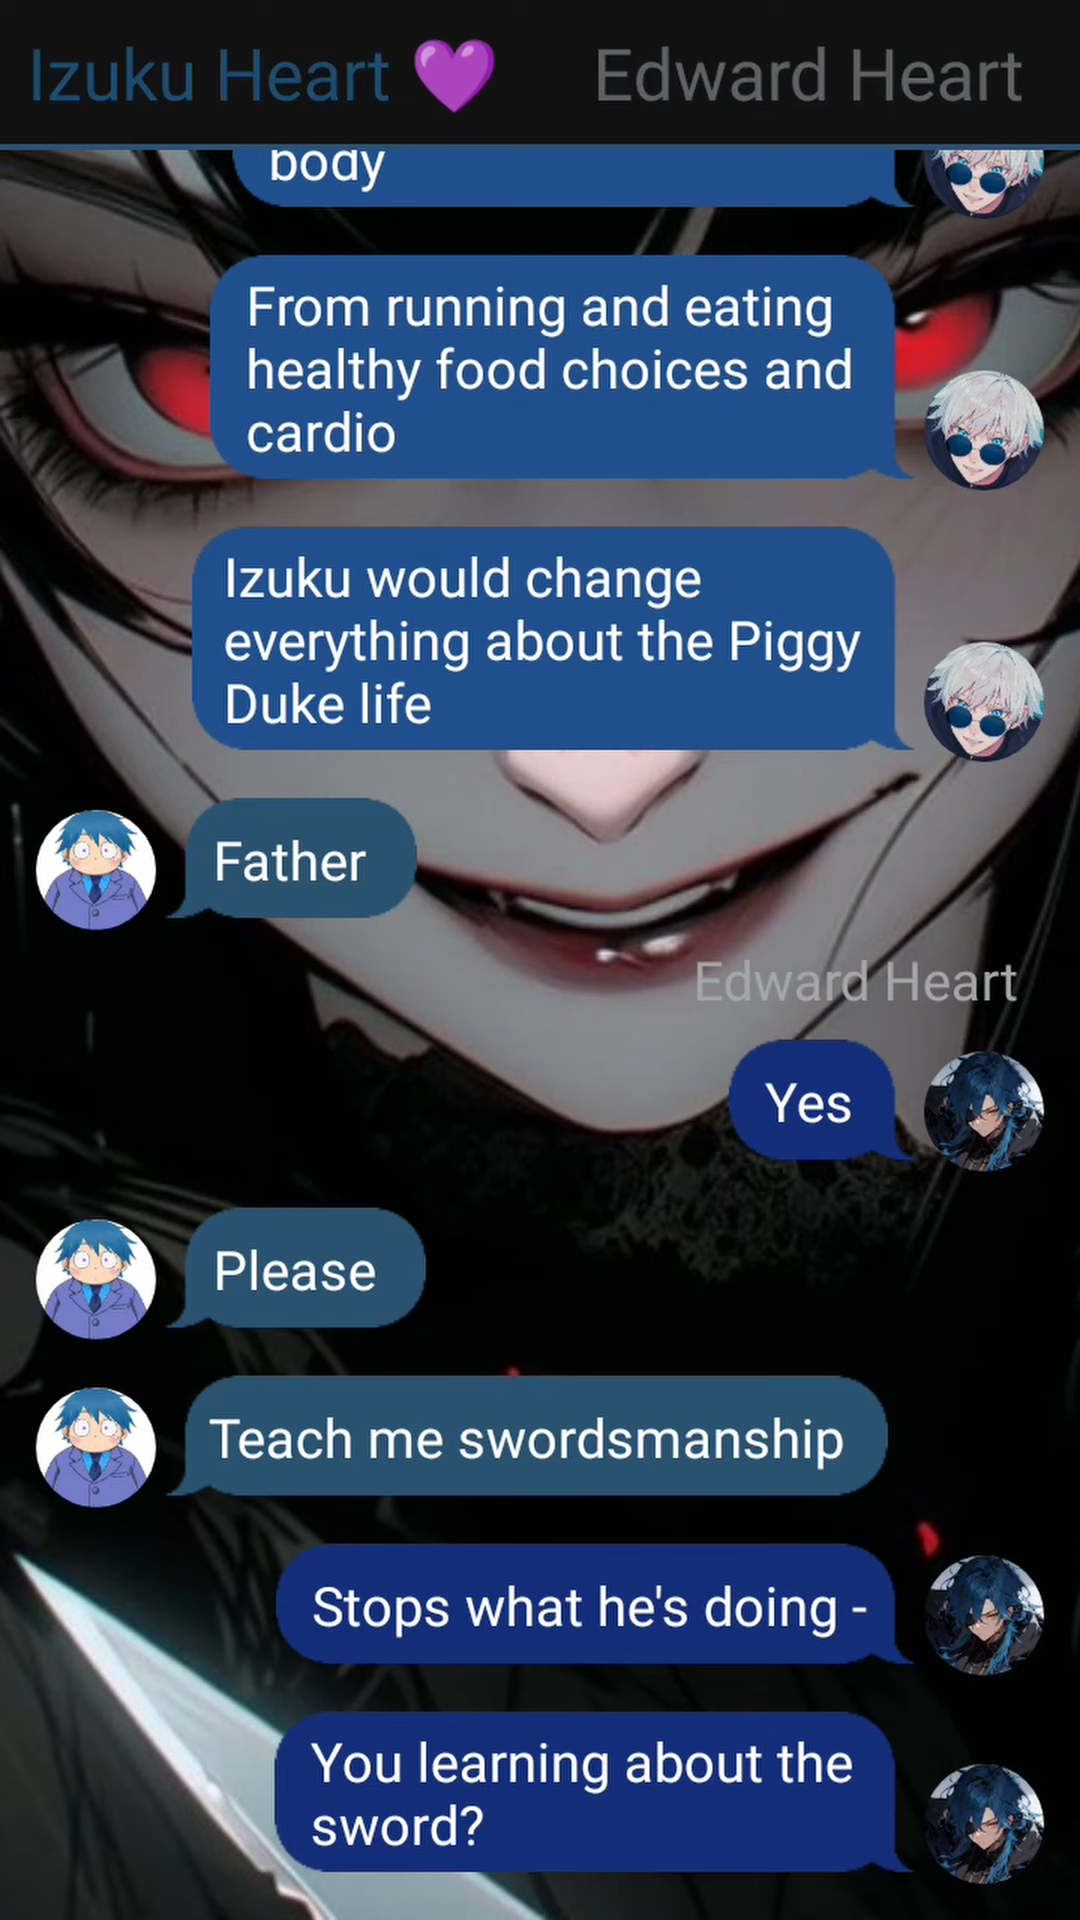 Izuku Heart 💜 Edward Heart
body
From running and eating
healthy food choices and
cardio
Izuku would change
everything about the Piggy
Duke life
Father
Edward Heart
Yes
Please
Teach me swordsmanship
Stops what he's doing -
You learning about the
sword?